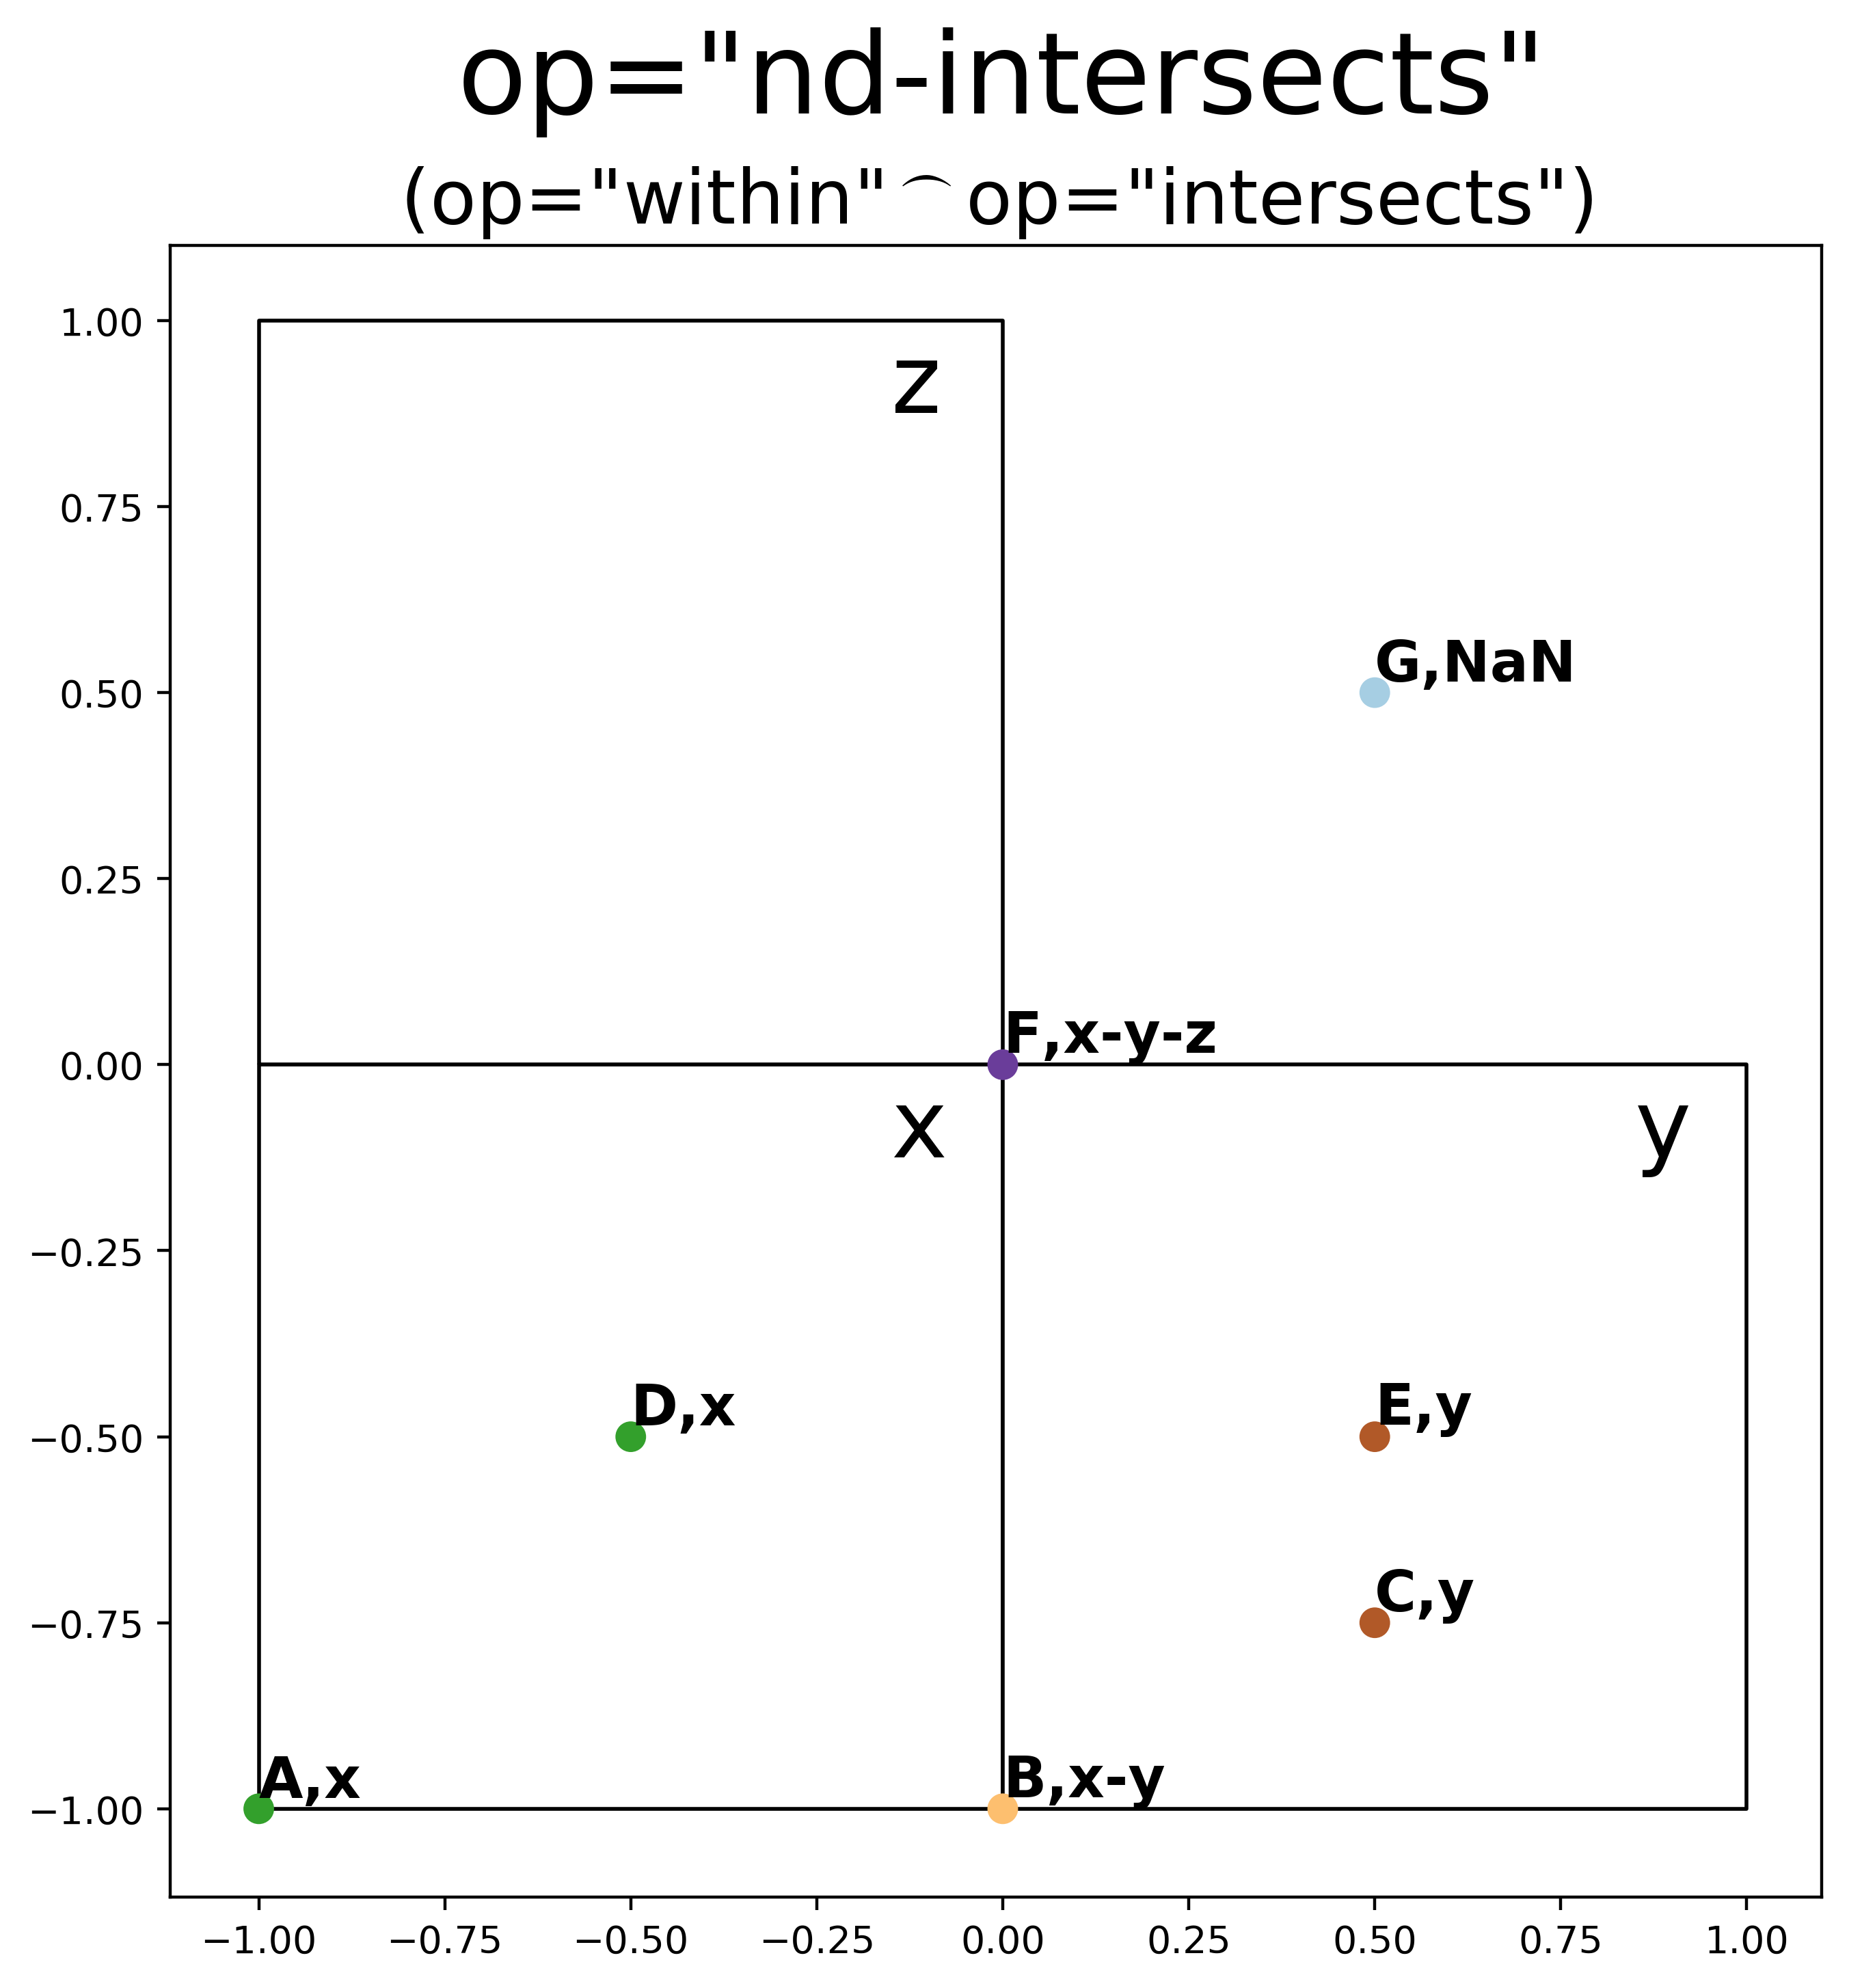 op="nd-intersects"
(op="within"⌒op="intersects")
1.00
z
0.75
G,NaN
0.50
0.25
F,x-y-z
0.00
x
y
−0.25
D,x
E,y
−0.50
C,y
−0.75
A,x
B,x-y
−1.00
−1.00 −0.75 −0.50 −0.25 0.00 0.25 0.50 0.75 1.00